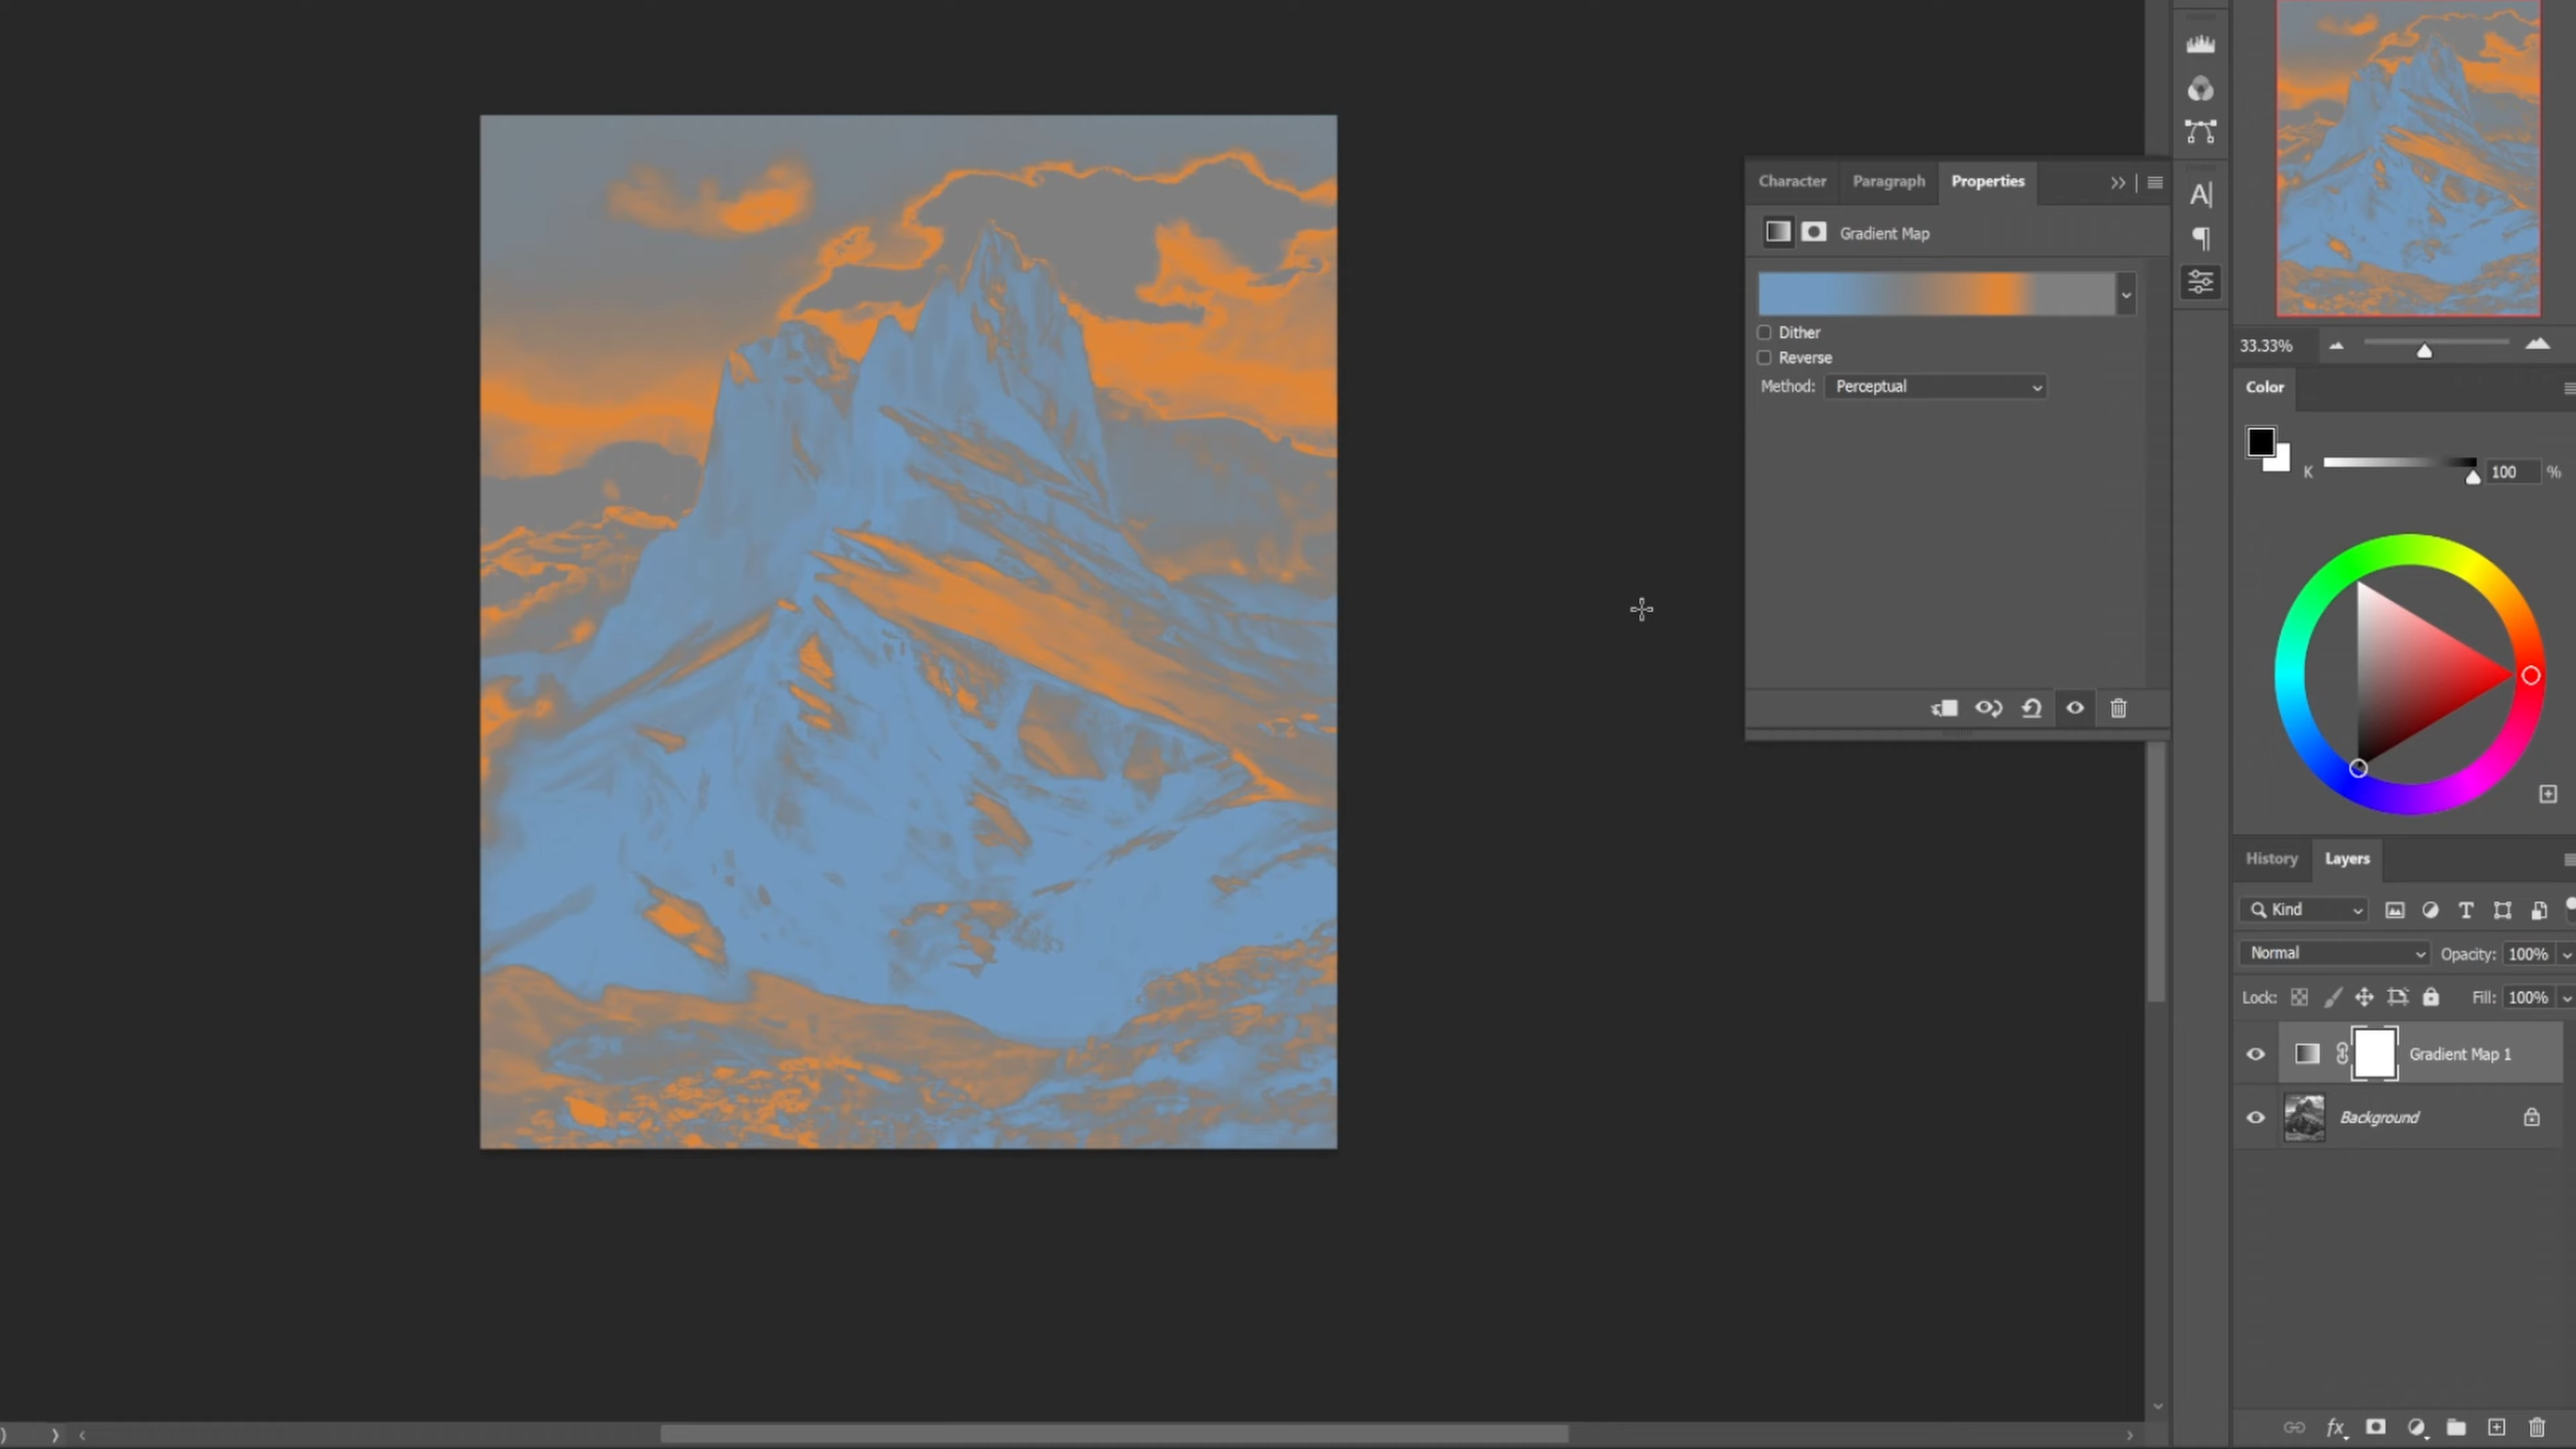 Character Paragraph Properties
Gradient Map
Dither
Reverse
Method: Perceptual
33.33%
Color
K 100 %
History Layers
Kind
Normal Opacity: 100%
Lock: Fill: 100%
Gradient Map 1
Background